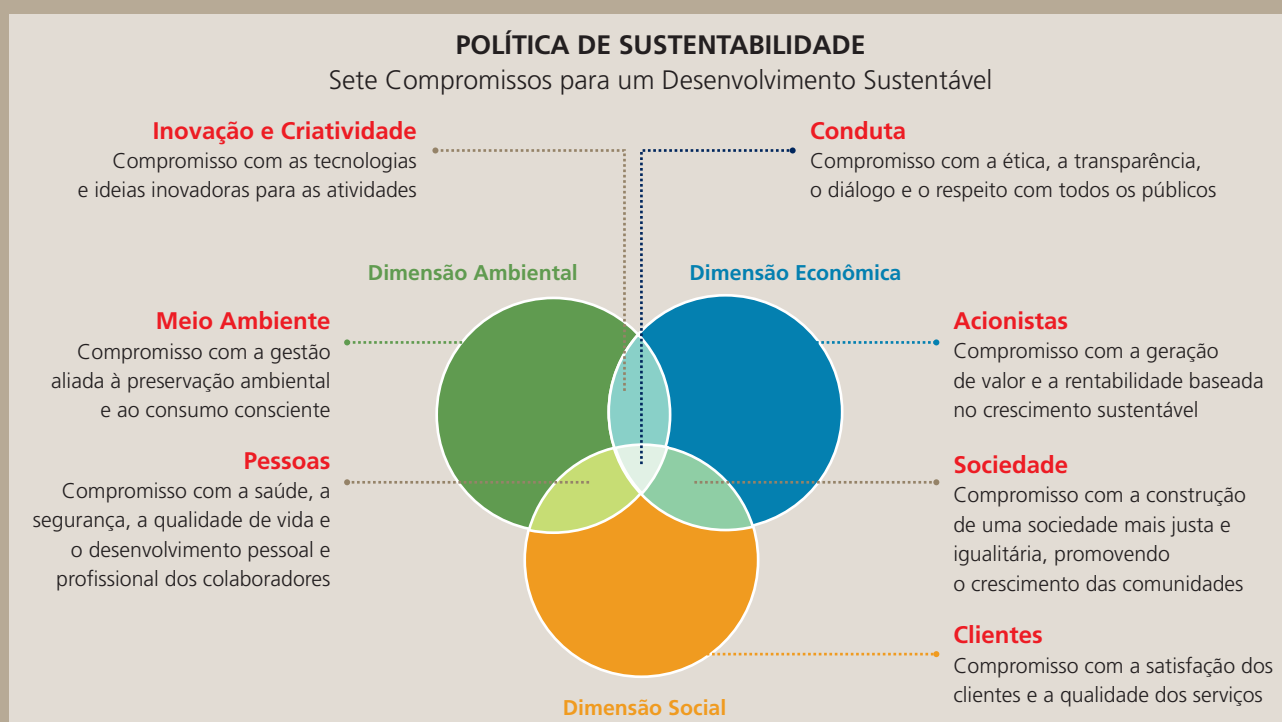 POLÍTICA DE SUSTENTABILIDADE
Sete Compromissos para um Desenvolvimento Sustentável
Inovação e Criatividade
Compromisso com as tecnologias
e ideias inovadoras para as atividades
Conduta
Compromisso com a ética, a transparência,
o diálogo e o respeito com todos os públicos
Dimensão Ambiental
Dimensão Econômica
Meio Ambiente
Compromisso com a gestão
aliada à preservação ambiental
e ao consumo consciente
Acionistas
Compromisso com a geração
de valor e a rentabilidade baseada
no crescimento sustentável
Pessoas
Compromisso com a saúde, a
segurança, a qualidade de vida e
o desenvolvimento pessoal e
profissional dos colaboradores
Sociedade
Compromisso com a construção
de uma sociedade mais justa e
igualitária, promovendo
o crescimento das comunidades
Clientes
Compromisso com a satisfação dos
clientes e a qualidade dos serviços
Dimensão Social